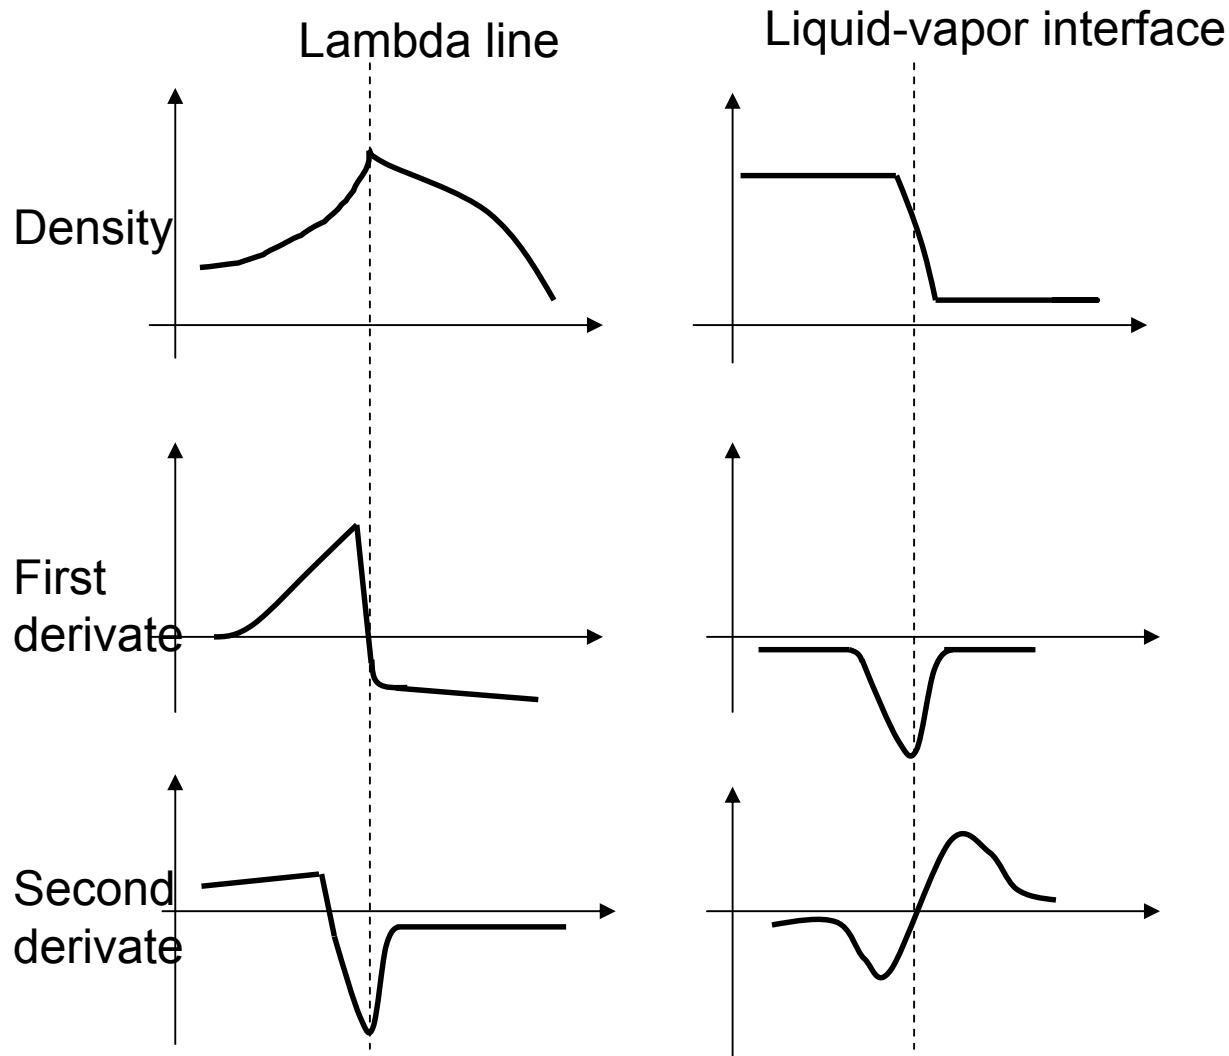 Lambda line
Liquid-vapor interface
Density
First
derivate
Second
derivate